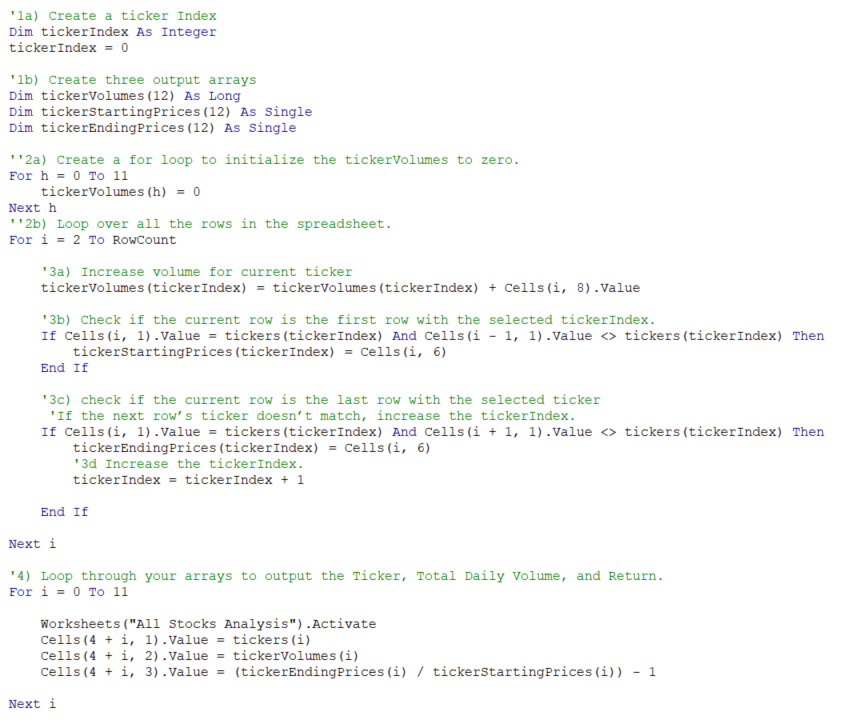 '1a) Create a ticker Index
Dim tickerIndex As Integer
tickerIndex = 0
'1b) Create three output arrays
Dim tickerVolumes(12) As Long
Dim tickerStartingPrices(12) As Single
Dim tickerEndingPrices(12) As Single
''2a) Create a for loop to initialize the tickerVolumes to zero.
For h = 0 To 11
    tickerVolumes(h) = 0
Next h
''2b) Loop over all the rows in the spreadsheet.
For i = 2 To RowCount
    '3a) Increase volume for current ticker
    tickerVolumes(tickerIndex) = tickerVolumes(tickerIndex) + Cells(i, 8).Value
    '3b) Check if the current row is the first row with the selected tickerIndex.
    If Cells(i, 1).Value = tickers(tickerIndex) And Cells(i - 1, 1).Value <> tickers(tickerIndex) Then
        tickerStartingPrices(tickerIndex) = Cells(i, 6)
    End If
    '3c) check if the current row is the last row with the selected ticker
     'If the next row’s ticker doesn’t match, increase the tickerIndex.
    If Cells(i, 1).Value = tickers(tickerIndex) And Cells(i + 1, 1).Value <> tickers(tickerIndex) Then
        tickerEndingPrices(tickerIndex) = Cells(i, 6)
        '3d Increase the tickerIndex.
        tickerIndex = tickerIndex + 1
    End If
Next i
'4) Loop through your arrays to output the Ticker, Total Daily Volume, and Return.
For i = 0 To 11
    Worksheets("All Stocks Analysis").Activate
    Cells(4 + i, 1).Value = tickers(i)
    Cells(4 + i, 2).Value = tickerVolumes(i)
    Cells(4 + i, 3).Value = (tickerEndingPrices(i) / tickerStartingPrices(i)) - 1
Next i